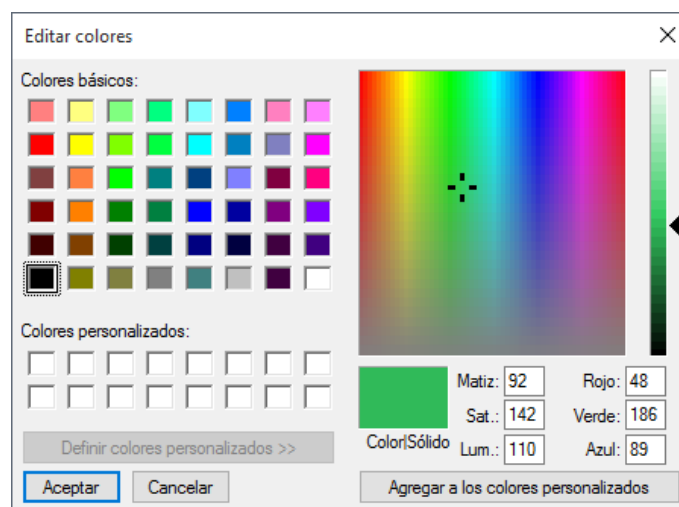 Editar colores
Colores básicos:
Colores personalizados:
Definir colores personalizados >>
Aceptar Cancelar
Color|Sólido
Matiz: 92 Rojo: 48
Sat.: 142 Verde: 186
Lum.: 110 Azul: 89
Agregar a los colores personalizados